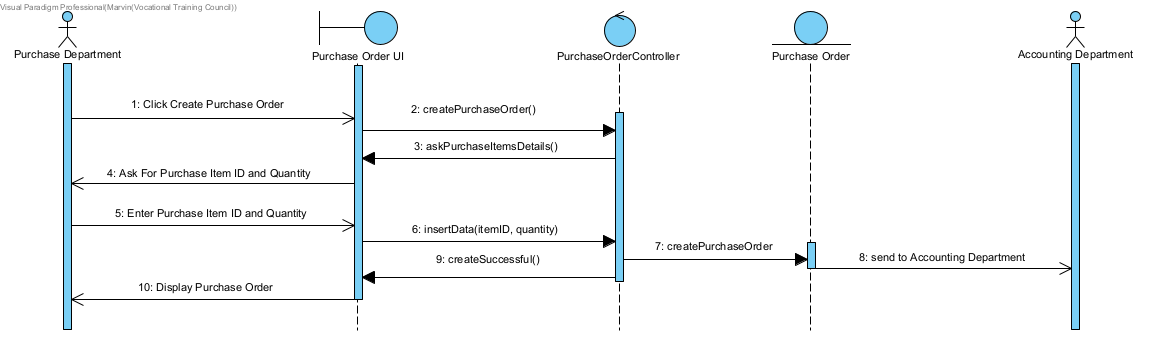 Visual Paradigm Professional(Marvin(Vocational Training Council))
Purchase Department
Purchase Order UI
PurchaseOrderController
Purchase Order
Accounting Department
1: Click Create Purchase Order
2: createPurchaseOrder()
3: askPurchaseItemsDetails()
4: Ask For Purchase Item ID and Quantity
5: Enter Purchase Item ID and Quantity
6: insertData(itemID, quantity)
7: createPurchaseOrder
8: send to Accounting Department
9: createSuccessful()
10: Display Purchase Order